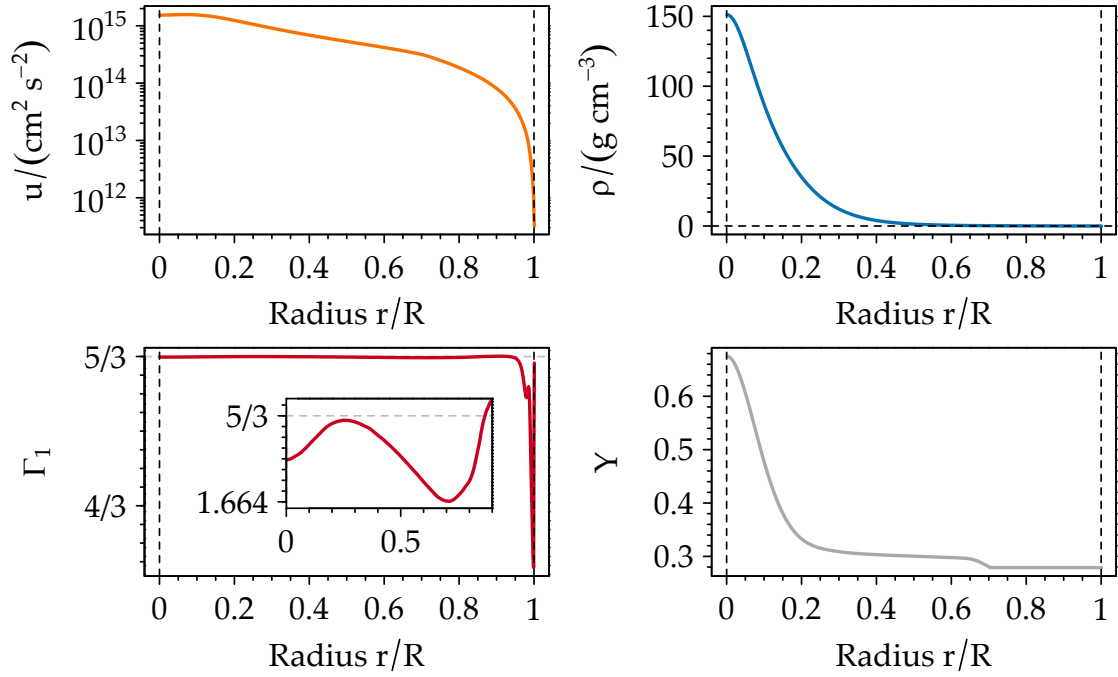 u/(cm² s⁻²)
10¹⁵
10¹⁴
10¹³
10¹²
0 0.2 0.4 0.6 0.8 1
Radius r/R
ρ/(g cm⁻³)
150
100
50
0
0 0.2 0.4 0.6 0.8 1
Radius r/R
Γ₁
5/3
4/3
5/3
1.664
0 0.5
0 0.2 0.4 0.6 0.8 1
Radius r/R
Y
0.6
0.5
0.4
0.3
0 0.2 0.4 0.6 0.8 1
Radius r/R